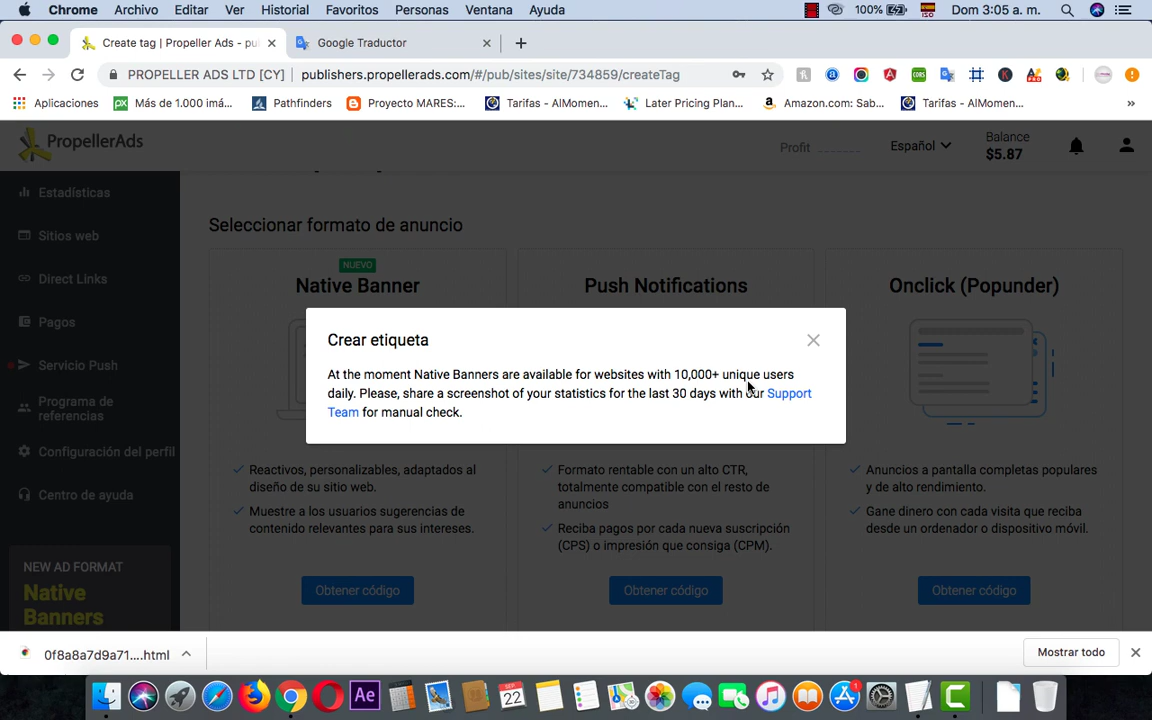 Chrome Archivo Editar Ver Historial Favoritos Personas Ventana Ayuda 100% ISO Dom 3:05 a. m.
Create tag | Propeller Ads - pu Google Traductor
PROPELLER ADS LTD [CY] publishers.propellerads.com/#/pub/sites/site/734859/createTag
Aplicaciones Más de 1.000 imá... Pathfinders Proyecto MARES:... Tarifas - AlMomen... Later Pricing Plan... Amazon.com: Sab... Tarifas - AlMomen... »
PropellerAds
Profit Español Balance
$5.87
Estadísticas
Sitios web
Direct Links
Pagos
Servicio Push
Programa de
referencias
Configuración del perfil
Centro de ayuda
NEW AD FORMAT
Native
Banners
Seleccionar formato de anuncio
NUEVO
Native Banner Push Notifications Onclick (Popunder)
Crear etiqueta
At the moment Native Banners are available for websites with 10,000+ unique users
daily. Please, share a screenshot of your statistics for the last 30 days with our Support
Team for manual check.
Reactivos, personalizables, adaptados al
diseño de su sitio web.
Muestre a los usuarios sugerencias de
contenido relevantes para sus intereses.
Obtener código
Formato rentable con un alto CTR,
totalmente compatible con el resto de
anuncios
Reciba pagos por cada nueva suscripción
(CPS) o impresión que consiga (CPM).
Obtener código
Anuncios a pantalla completas populares
y de alto rendimiento.
Gane dinero con cada visita que reciba
desde un ordenador o dispositivo móvil.
Obtener código
0f8a8a7d9a71....html Mostrar todo
Ae SEP 22 1